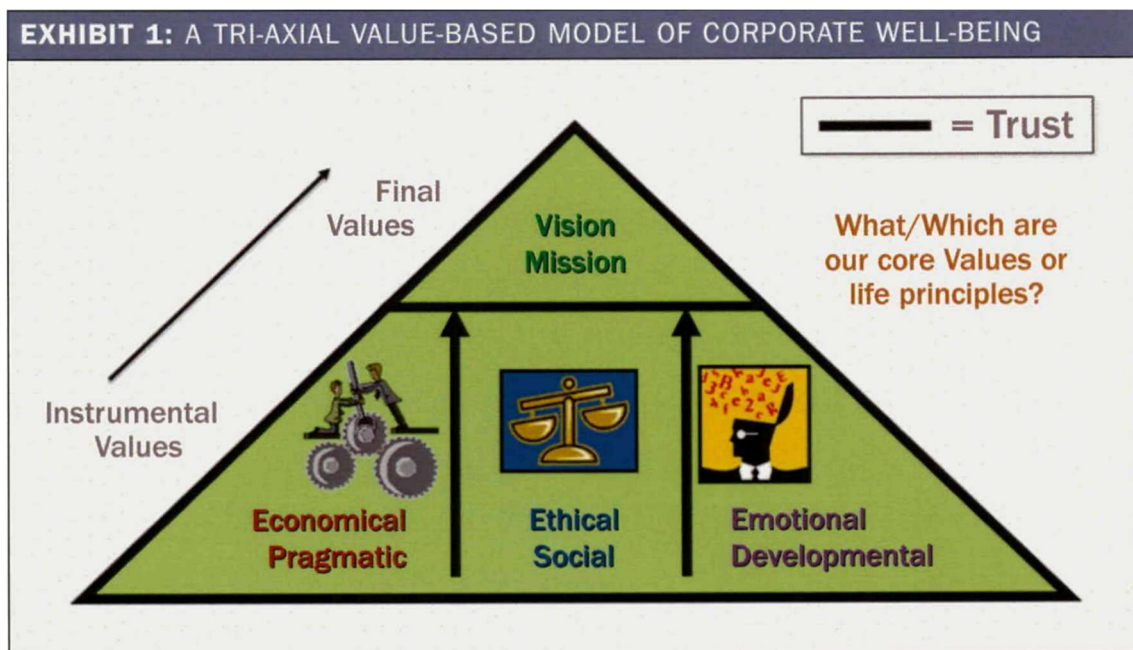 EXHIBIT 1: A TRI-AXIAL VALUE-BASED MODEL OF CORPORATE WELL-BEING
= Trust
Final
Values
Vision
Mission
What/Which are
our core Values or
life principles?
Instrumental
Values
Economical
Pragmatic
Ethical
Social
Emotional
Developmental